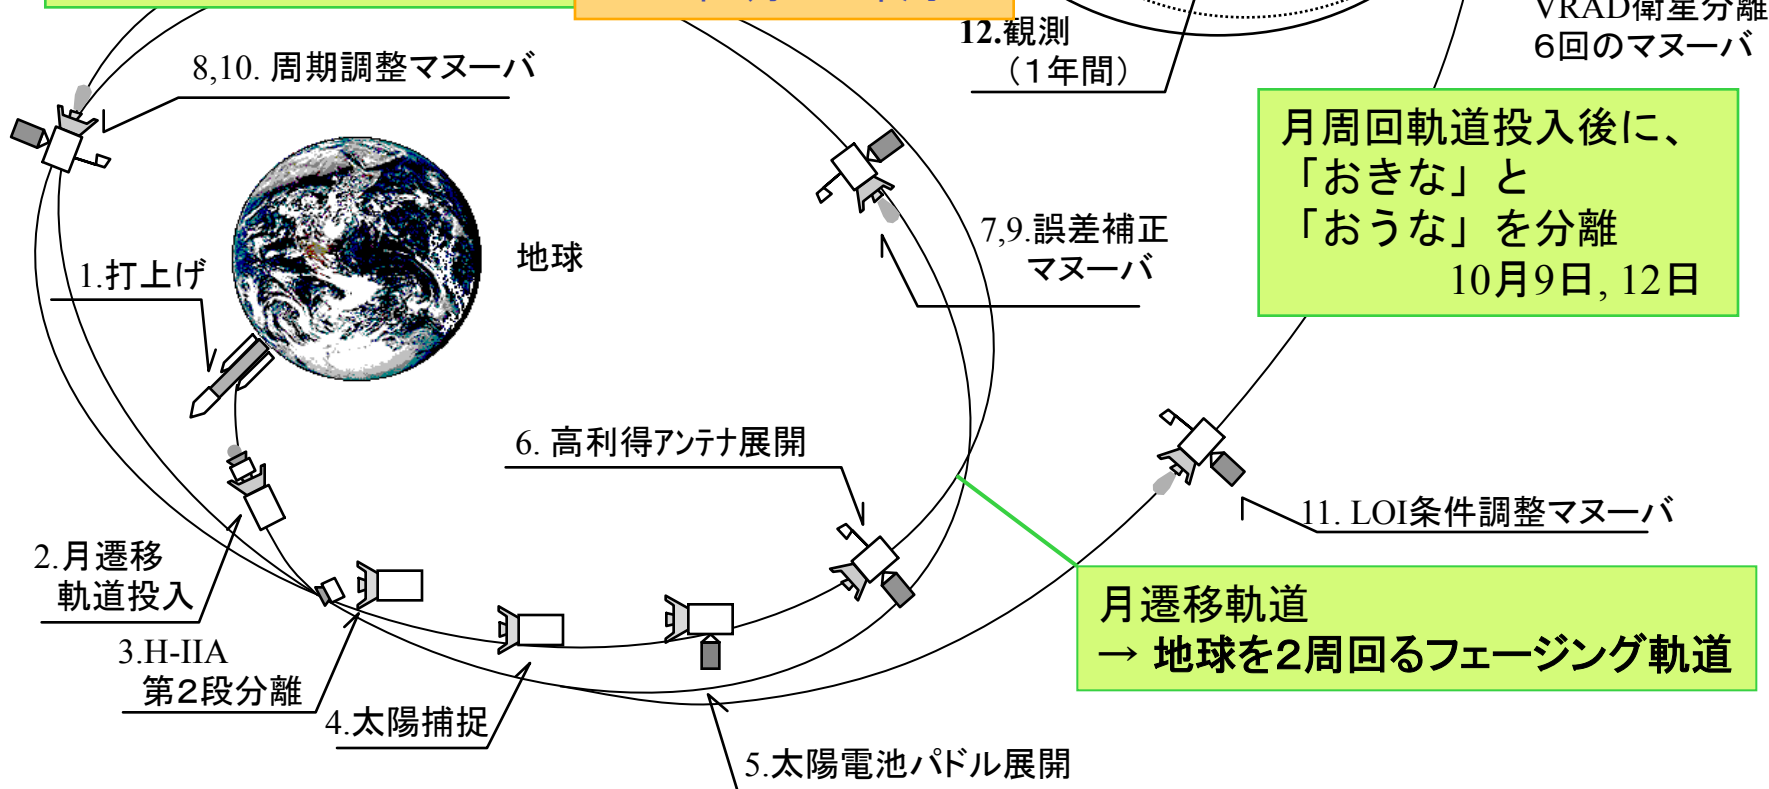 VRAD衛星分離
6回のマヌーバ
12.観測
(1年間)
8,10. 周期調整マヌーバ
月周回軌道投入後に、
「おきな」と
「おうな」を分離
10月9日, 12日
7,9.誤差補正
マヌーバ
地球
1.打上げ
6. 高利得アンテナ展開
11. LOI条件調整マヌーバ
2.月遷移
軌道投入
月遷移軌道
→ 地球を2周回るフェージング軌道
3.H-IIA
第2段分離
4.太陽捕捉
5.太陽電池パドル展開